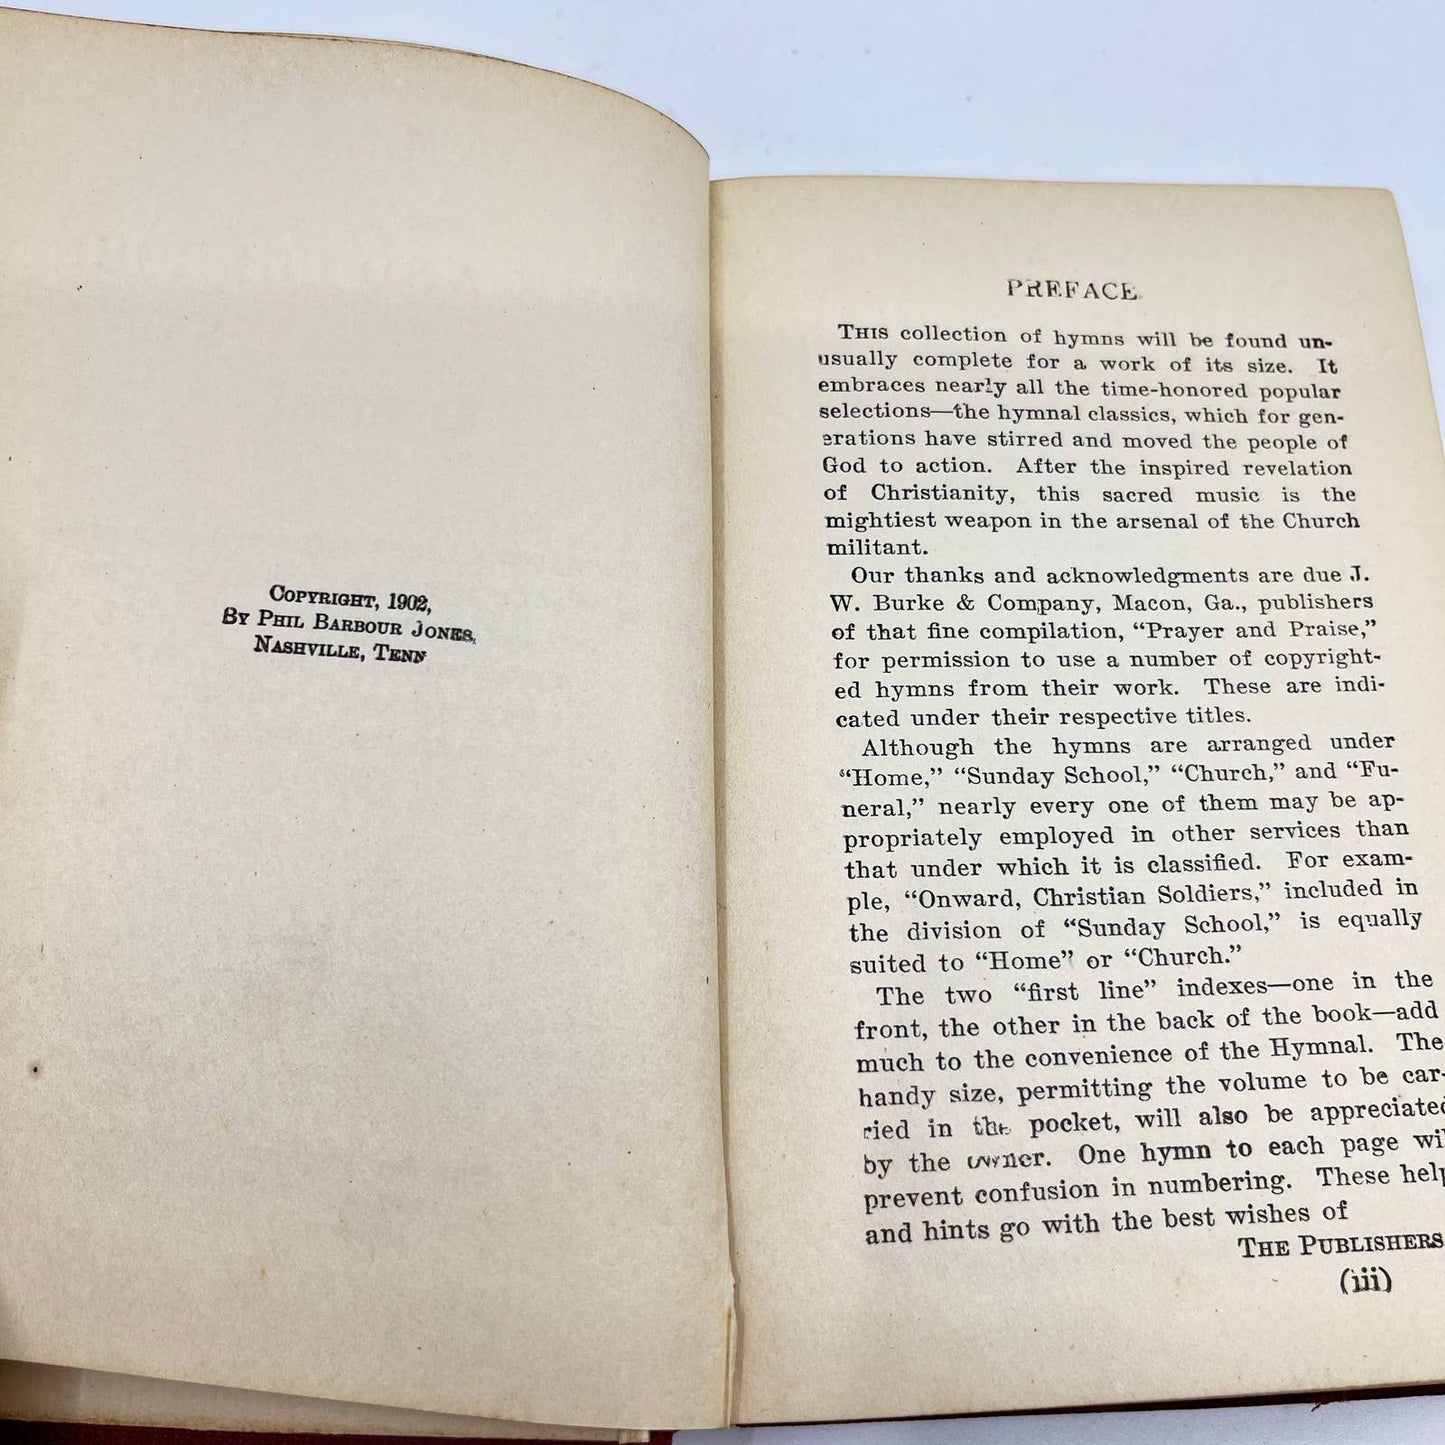 COPYRIGHT, 1902,
BY PHIL BARBOUR JONES,
NASHVILLE, TENN
PREFACE
THIS collection of hymns will be found un-
usually complete for a work of its size. It
embraces nearly all the time-honored popular
selections—the hymnal classics, which for gen-
erations have stirred and moved the people of
God to action. After the inspired revelation
of Christianity, this sacred music is the
mightiest weapon in the arsenal of the Church
militant.
Our thanks and acknowledgments are due J.
W. Burke & Company, Macon, Ga., publishers
of that fine compilation, “Prayer and Praise,”
for permission to use a number of copyright-
ed hymns from their work. These are indi-
cated under their respective titles.
Although the hymns are arranged under
“Home,” “Sunday School,” “Church,” and “Fu-
neral,” nearly every one of them may be ap-
propriately employed in other services than
that under which it is classified. For exam-
ple, “Onward, Christian Soldiers,” included in
the division of “Sunday School,” is equally
suited to “Home” or “Church.”
The two “first line” indexes—one in the
front, the other in the back of the book—add
much to the convenience of the Hymnal. The
handy size, permitting the volume to be car-
ried in the pocket, will also be appreciated
by the owner. One hymn to each page wil
prevent confusion in numbering. These help
and hints go with the best wishes of
THE PUBLISHERS
(iii)